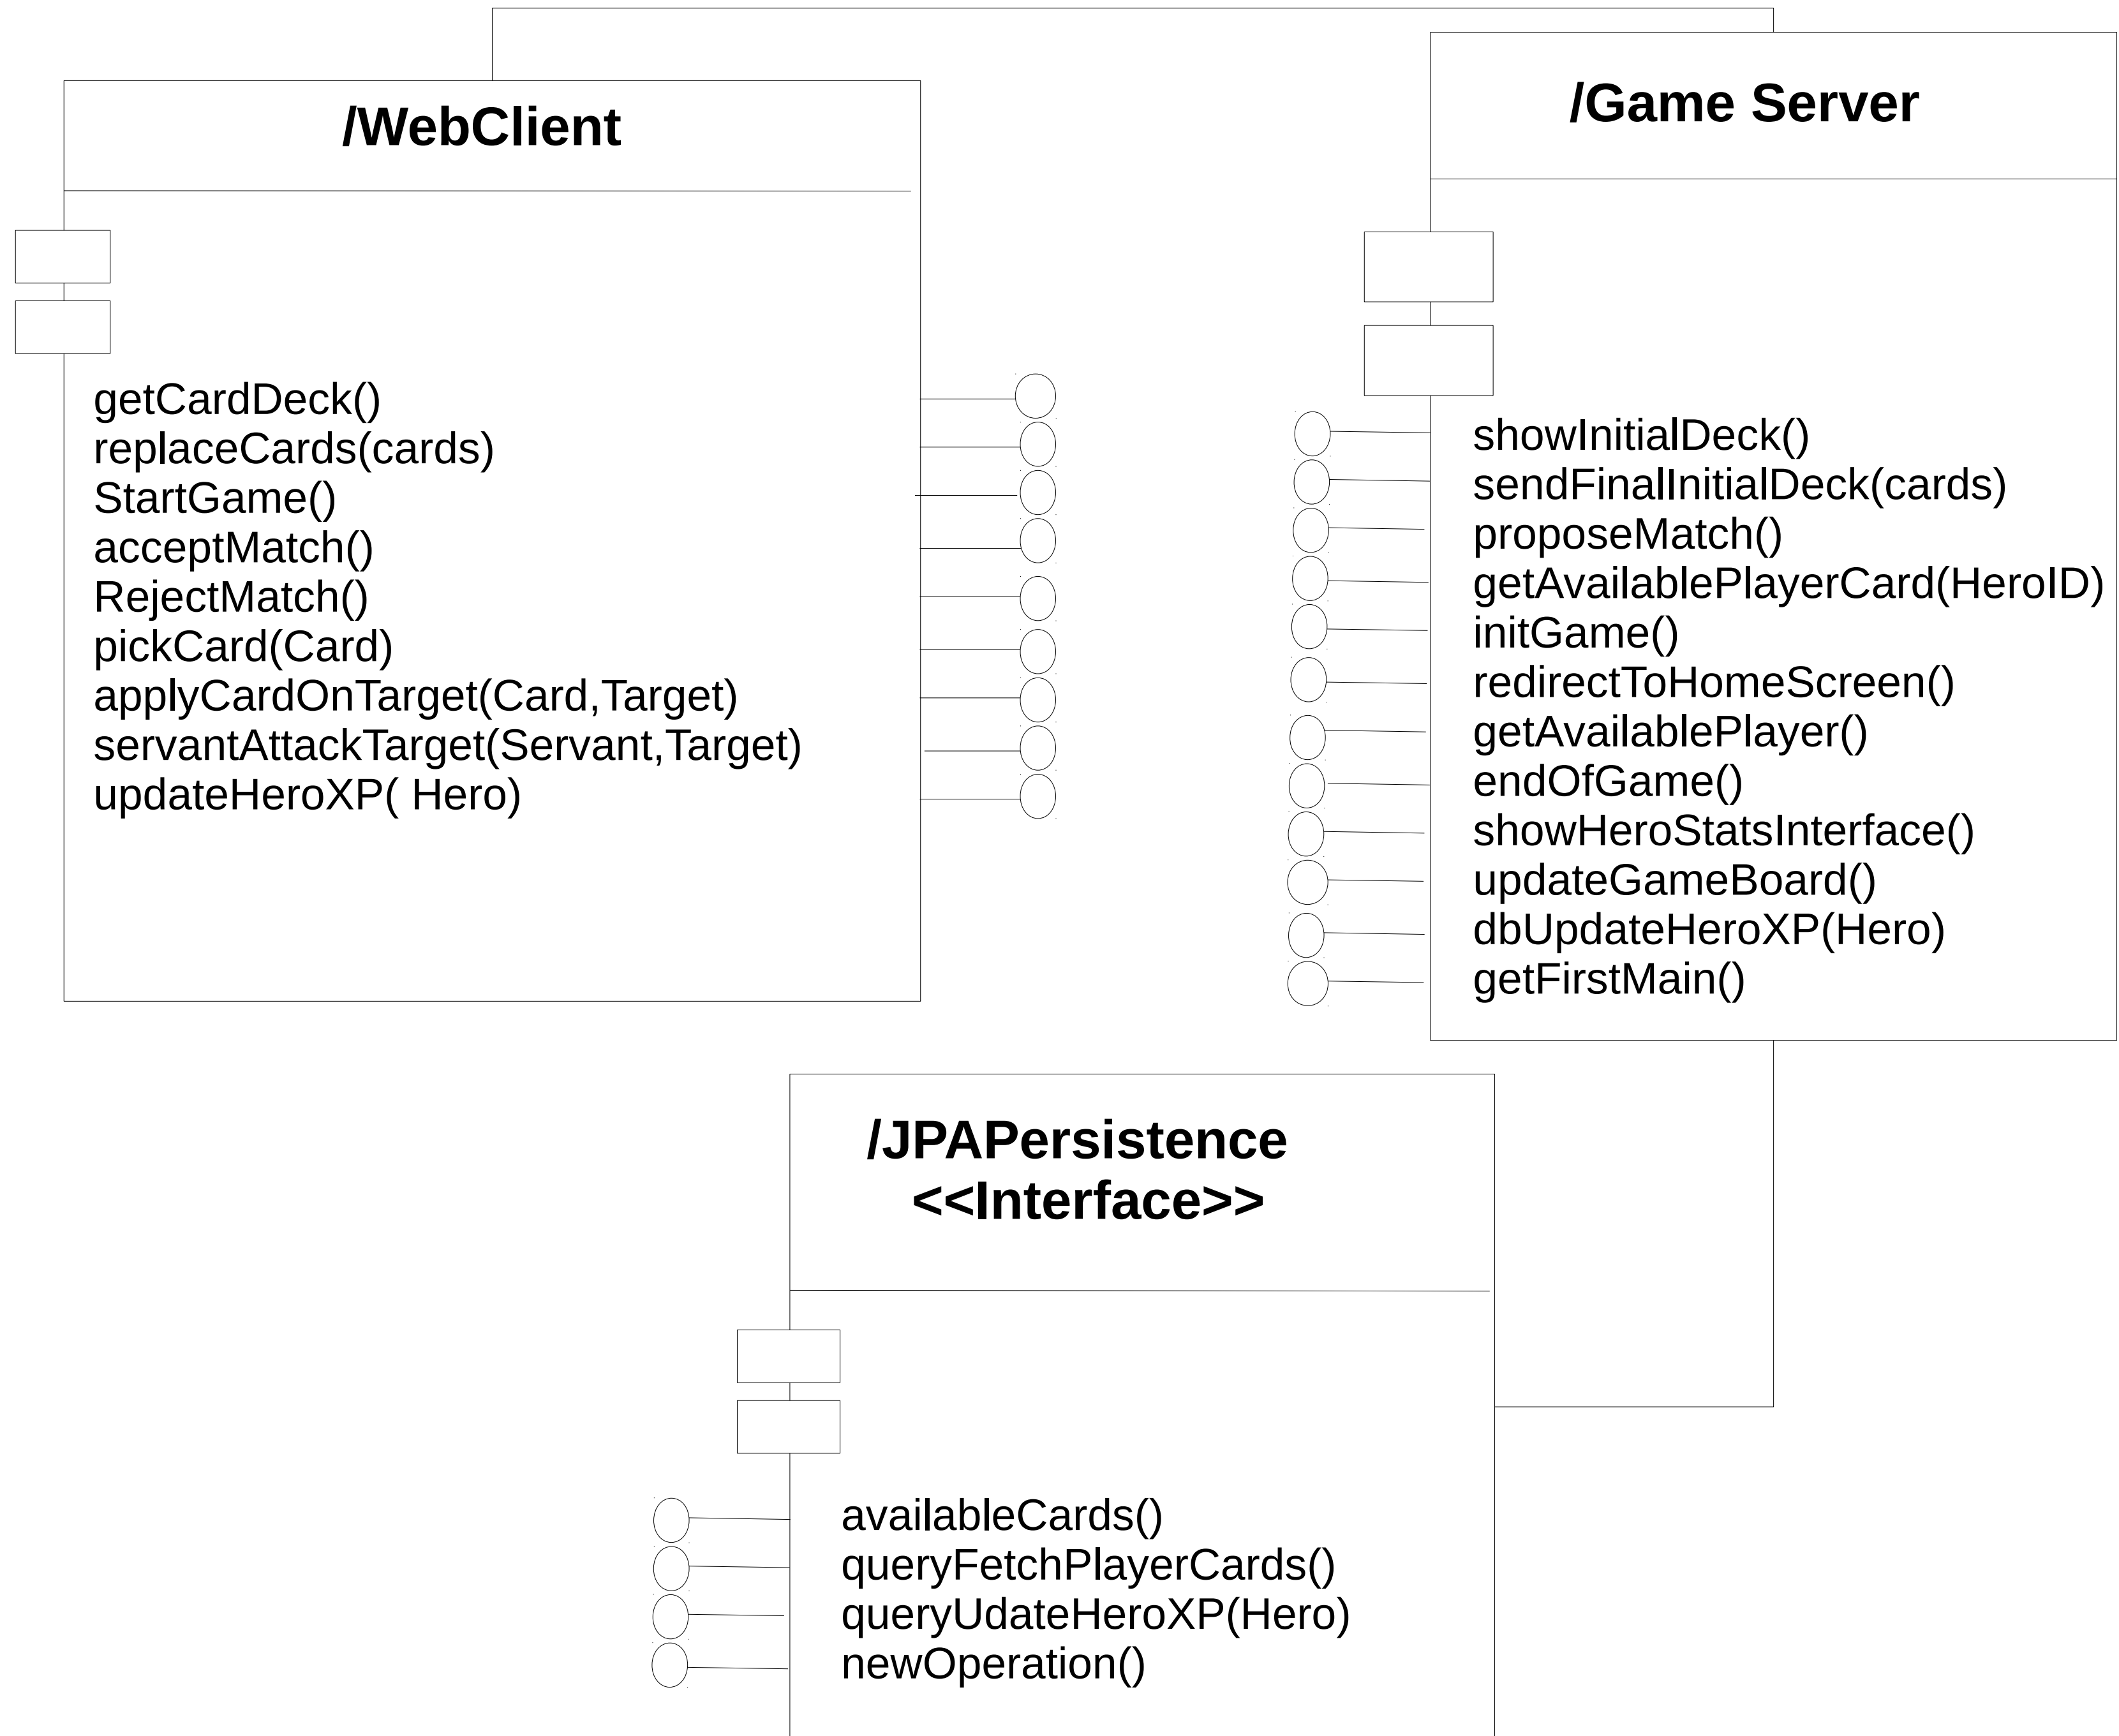 /WebClient
getCardDeck()
replaceCards(cards)
StartGame()
acceptMatch()
RejectMatch()
pickCard(Card)
applyCardOnTarget(Card,Target)
servantAttackTarget(Servant,Target)
updateHeroXP( Hero)
/Game Server
showInitialDeck()
sendFinalInitialDeck(cards)
proposeMatch()
getAvailablePlayerCard(HeroID)
initGame()
redirectToHomeScreen()
getAvailablePlayer()
endOfGame()
showHeroStatsInterface()
updateGameBoard()
dbUpdateHeroXP(Hero)
getFirstMain()
/JPAPersistence
<<Interface>>
availableCards()
queryFetchPlayerCards()
queryUdateHeroXP(Hero)
newOperation()